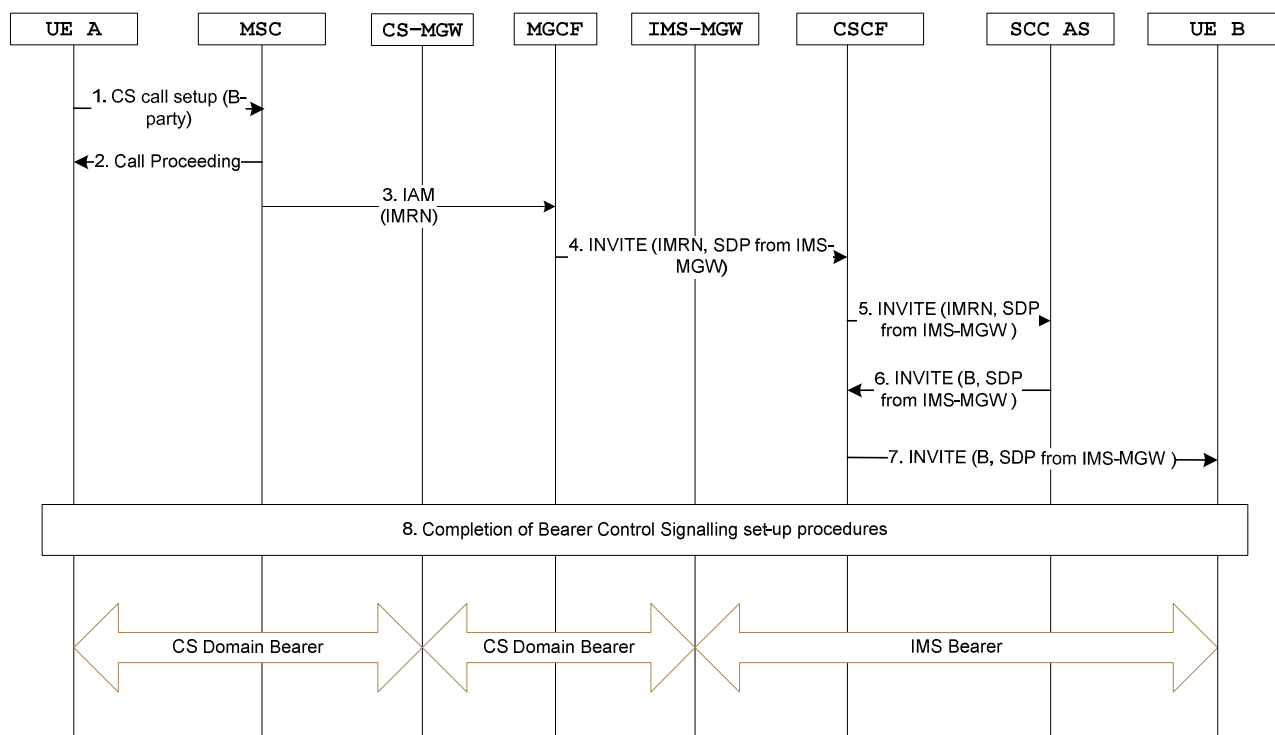 UE A
MSC
CS-MGW
MGCF
IMS-MGW
CSCF
SCC AS
UE B
1. CS call setup (B-
party)
2. Call Proceeding
3. IAM
(IMRN)
4. INVITE (IMRN, SDP from IMS-
MGW)
5. INVITE (IMRN, SDP
from IMS-MGW )
6. INVITE (B, SDP
from IMS-MGW )
7. INVITE (B, SDP from IMS-MGW )
8. Completion of Bearer Control Signalling set-up procedures
CS Domain Bearer
CS Domain Bearer
IMS Bearer